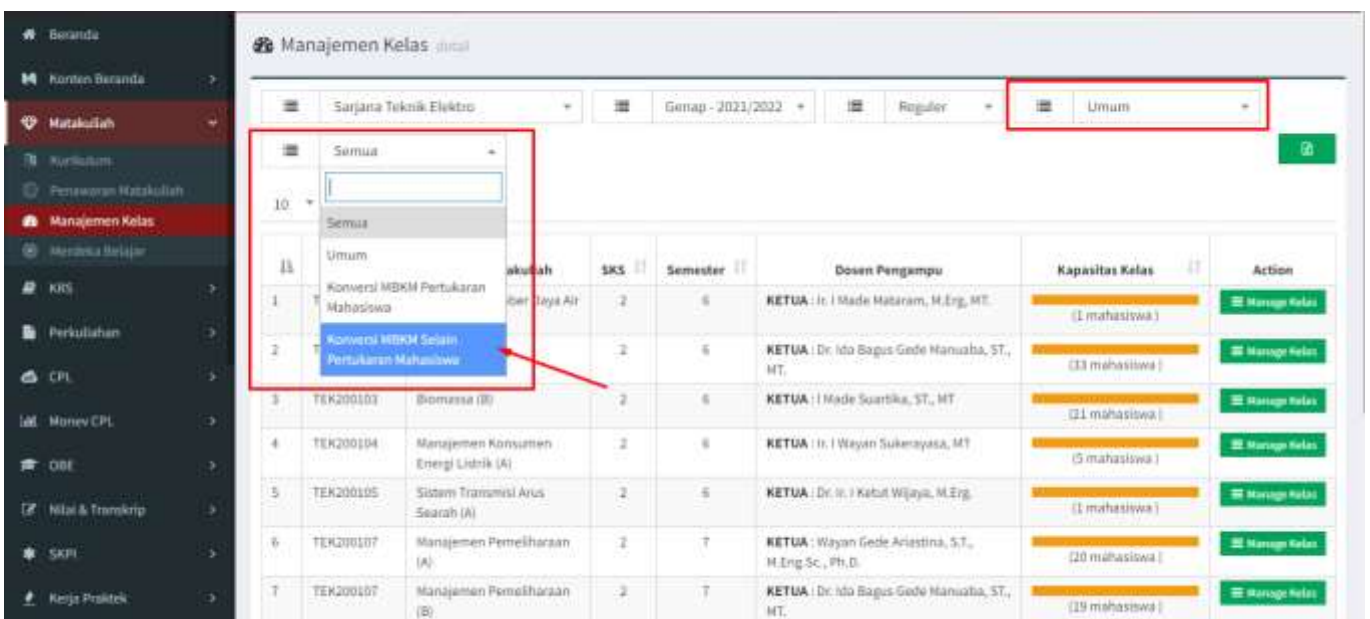 Beranda
Konten Beranda
Matakuliah
Kurikulum
Penawaran Matakuliah
Manajemen Kelas
Merdeka Belajar
KRS
Perkuliahan
CPL
Monev CPL
OBE
Nilai & Transkrip
SKPI
Kerja Praktek
Manajemen Kelas detail
Sarjana Teknik Elektro
Genap - 2021/2022
Reguler
Umum
Semua
10
Semua
Umum
Konversi MBKM Pertukaran
Mahasiswa
Konversi MBKM Selain
Pertukaran Mahasiswa
akuliah SKS Semester Dosen Pengampu Kapasitas Kelas Action
1 T ber Daya Air 2 6 KETUA : Ir. I Made Mataram, M.Erg, MT. (1 mahasiswa ) Manage Kelas
2 T 2 6 KETUA : Dr. Ida Bagus Gede Manuaba, ST.,
MT. (33 mahasiswa ) Manage Kelas
3 TEK200103 Biomassa (B) 2 6 KETUA : I Made Suartika, ST., MT (21 mahasiswa ) Manage Kelas
4 TEK200104 Manajemen Konsumen 2 6 KETUA : Ir. I Wayan Sukerayasa, MT Manage Kelas
Energi Listrik (A) (5 mahasiswa )
5 TEK200105 Sistem Transmisi Arus 2 6 KETUA : Dr. Ir. I Ketut Wijaya, M.Erg. Manage Kelas
Searah (A) (1 mahasiswa )
6 TEK200107 Manajemen Pemeliharaan 2 7 KETUA : Wayan Gede Ariastina, S.T., Manage Kelas
(A) M.Eng.Sc., Ph.D. (20 mahasiswa )
7 TEK200107 Manajemen Pemeliharaan 2 7 KETUA : Dr. Ida Bagus Gede Manuaba, ST., Manage Kelas
(B) MT. (19 mahasiswa )